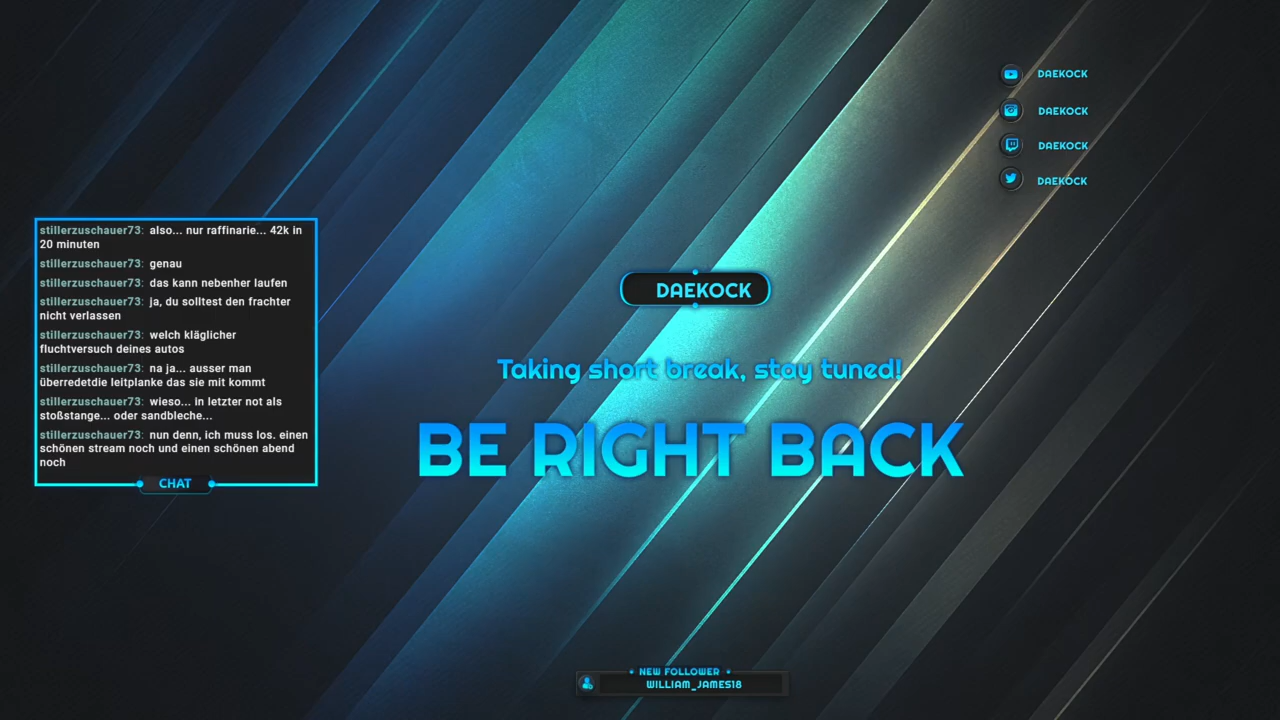 DAEKOCK
DAEKOCK
DAEKOCK
DAEKOCK
stillerzuschauer73: also... nur raffinarie... 42k in
20 minuten
stillerzuschauer73: genau
stillerzuschauer73: das kann nebenher laufen
stillerzuschauer73: ja, du solltest den frachter
nicht verlassen
stillerzuschauer73: welch kläglicher
fluchtversuch deines autos
stillerzuschauer73: na ja... ausser man
überredetdie leitplanke das sie mit kommt
stillerzuschauer73: wieso... in letzter not als
stoßstange... oder sandbleche...
stillerzuschauer73: nun denn, ich muss los. einen
schönen stream noch und einen schönen abend
noch
CHAT
DAEKOCK
Taking short break, stay tuned!
BE RIGHT BACK
NEW FOLLOWER
WILLIAM_JAMES18